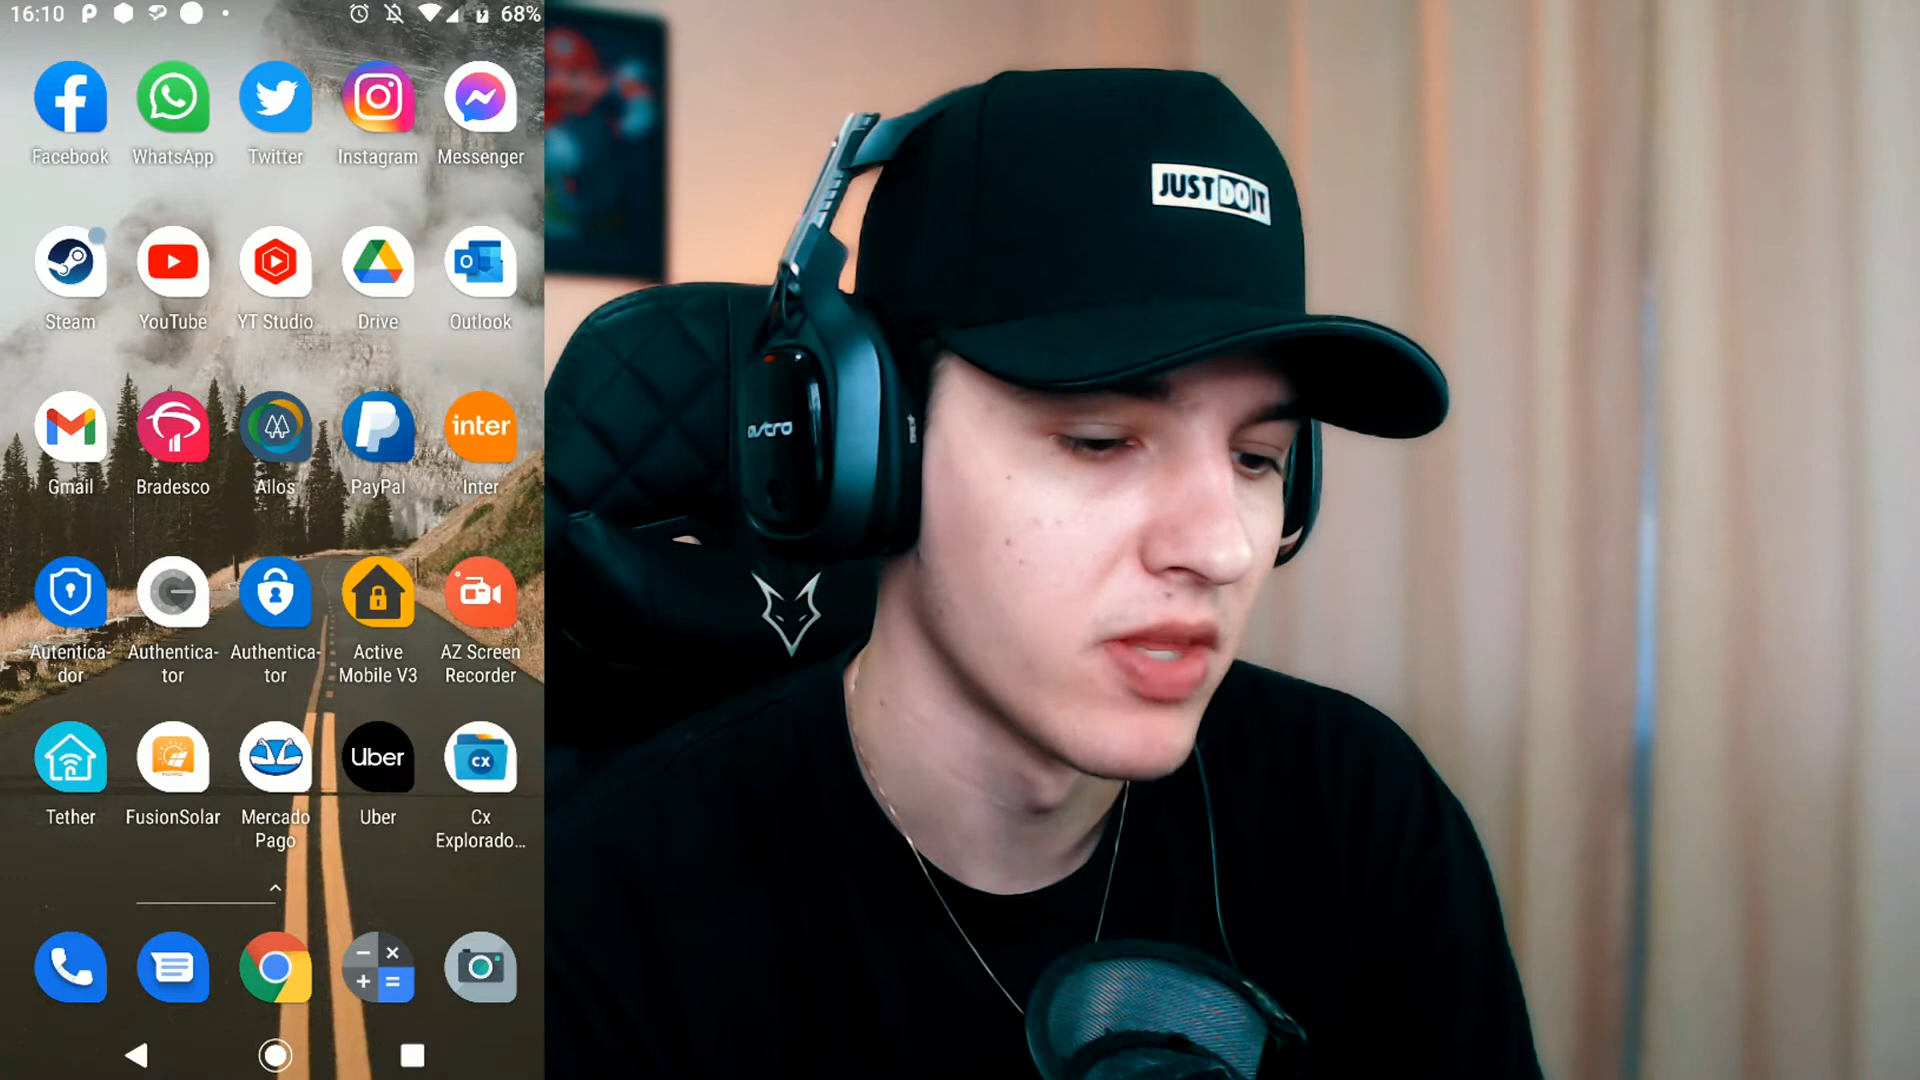 16:10
68%
Facebook
WhatsApp
Twitter
Instagram
Messenger
Steam
YouTube
YT Studio
Drive
Outlook
inter
Gmail
Bradesco
Allos
PayPal
Inter
Autentica-
dor
Authentica-
tor
Authentica-
tor
Active
Mobile V3
AZ Screen
Recorder
Uber
cx
Tether
FusionSolar
Mercado
Pago
Uber
Cx
Explorado...
JUST DO IT
astro